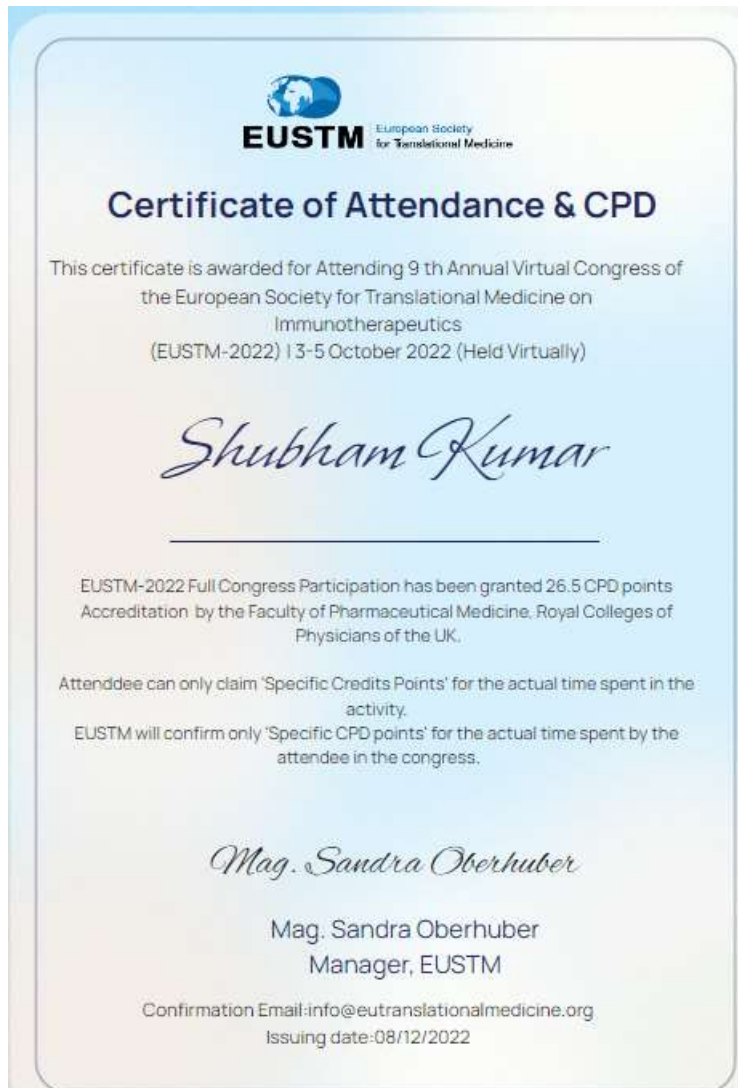 EUSTM
European Society
for Translational Medicine
Certificate of Attendance & CPD
This certificate is awarded for Attending 9 th Annual Virtual Congress of
the European Society for Translational Medicine on
Immunotherapeutics
(EUSTM-2022) | 3-5 October 2022 (Held Virtually)
Shubham Kumar
EUSTM-2022 Full Congress Participation has been granted 26.5 CPD points
Accreditation by the Faculty of Pharmaceutical Medicine, Royal Colleges of
Physicians of the UK.
Attenddee can only claim 'Specific Credits Points' for the actual time spent in the
activity.
EUSTM will confirm only 'Specific CPD points' for the actual time spent by the
attendee in the congress.
Mag. Sandra Oberhuber
Mag. Sandra Oberhuber
Manager, EUSTM
Confirmation Email:info@eutranslationalmedicine.org
Issuing date:08/12/2022